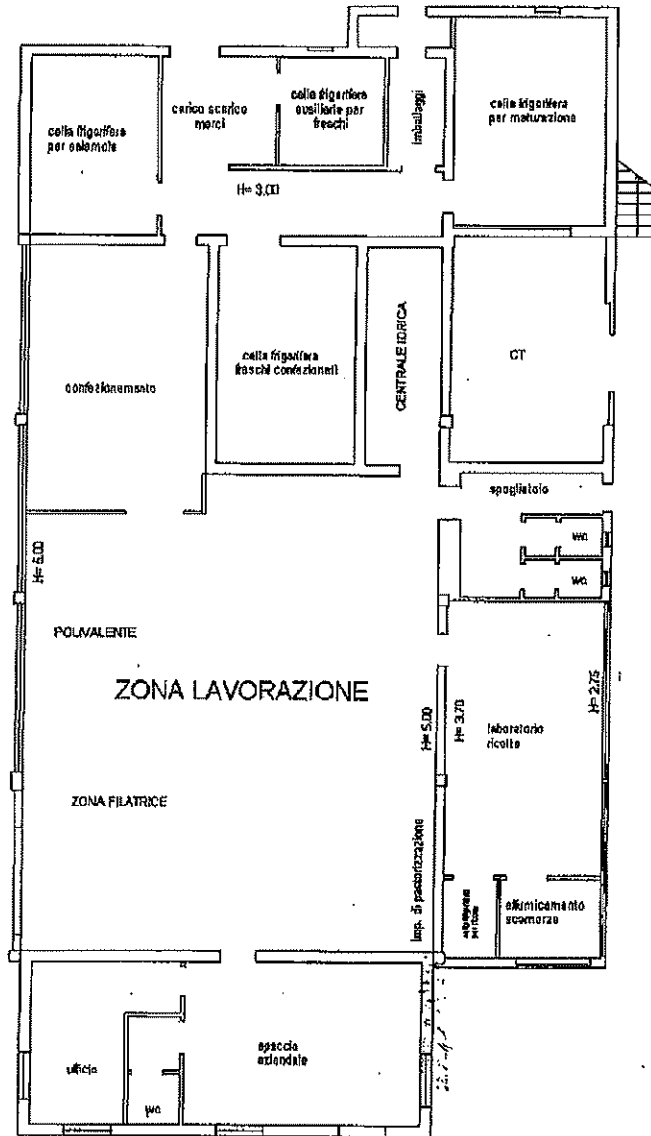 cella frigorifera
per salamoia
carico scarico
merci
cella frigorifera
ausiliaria per
freschi
imballaggi
cella frigorifera
per maturazione
H= 3,00
confezionamento
cella frigorifera
freschi confezionati
CENTRALE IDRICA
CT
spogliatoio
wc
wc
H= 5,00
POLIVALENTE
ZONA LAVORAZIONE
H= 5,00
H= 3,70
H= 2,75
laboratorio
ricotta
ZONA FILATRICE
Imp. di pastorizzazione
affumicamento
scamorze
ufficio
wc
spaccio
aziendale